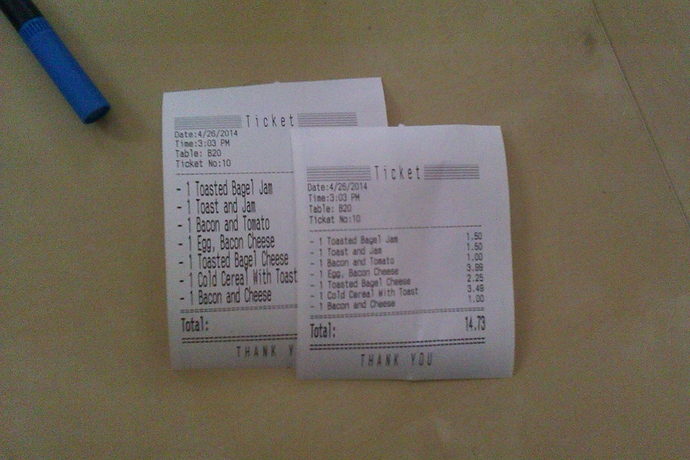 Ticket
Date:4/26/2014
Time:3:03 PM
Table: B20
Ticket No:10
- 1 Toasted Bagel Jam
- 1 Toast and Jam
- 1 Bacon and Tomato
- 1 Egg, Bacon Cheese
- 1 Toasted Bagel Cheese
- 1 Cold Cereal With Toast
- 1 Bacon and Cheese
Total:
THANK Y
Ticket
Date:4/26/2014
Time:3:03 PM
Table: B20
Ticket No:10
- 1 Toasted Bagel Jam 1.50
- 1 Toast and Jam 1.50
- 1 Bacon and Tomato 1.00
- 1 Egg, Bacon Cheese 3.99
- 1 Toasted Bagel Cheese 2.25
- 1 Cold Cereal With Toast 3.49
- 1 Bacon and Cheese 1.00
Total: 14.73
THANK YOU